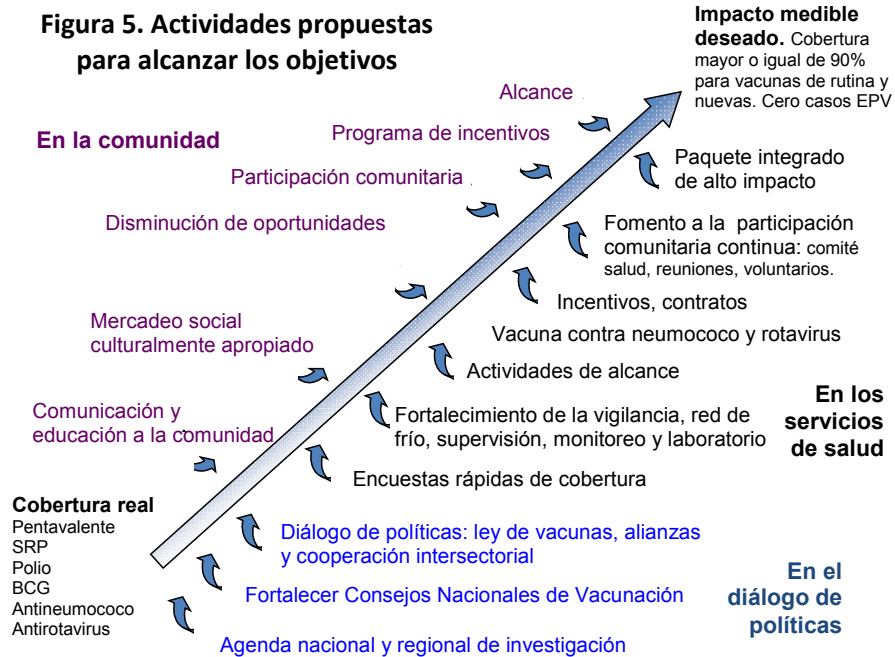 Figura 5. Actividades propuestas
para alcanzar los objetivos
Impacto medible
deseado. Cobertura
mayor o igual de 90%
para vacunas de rutina y
nuevas. Cero casos EPV
En la comunidad
Alcance
Programa de incentivos
Participación comunitaria
Disminución de oportunidades
Mercadeo social
culturalmente apropiado
Comunicación y
educación a la comunidad
Paquete integrado
de alto impacto
Fomento a la participación
comunitaria continua: comité
salud, reuniones, voluntarios.
Incentivos, contratos
Vacuna contra neumococo y rotavirus
Actividades de alcance
Fortalecimiento de la vigilancia, red de
frío, supervisión, monitoreo y laboratorio
Encuestas rápidas de cobertura
En los
servicios
de salud
Cobertura real
Pentavalente
SRP
Polio
BCG
Antineumococo
Antirotavirus
Diálogo de políticas: ley de vacunas, alianzas
y cooperación intersectorial
Fortalecer Consejos Nacionales de Vacunación
Agenda nacional y regional de investigación
En el
diálogo de
políticas